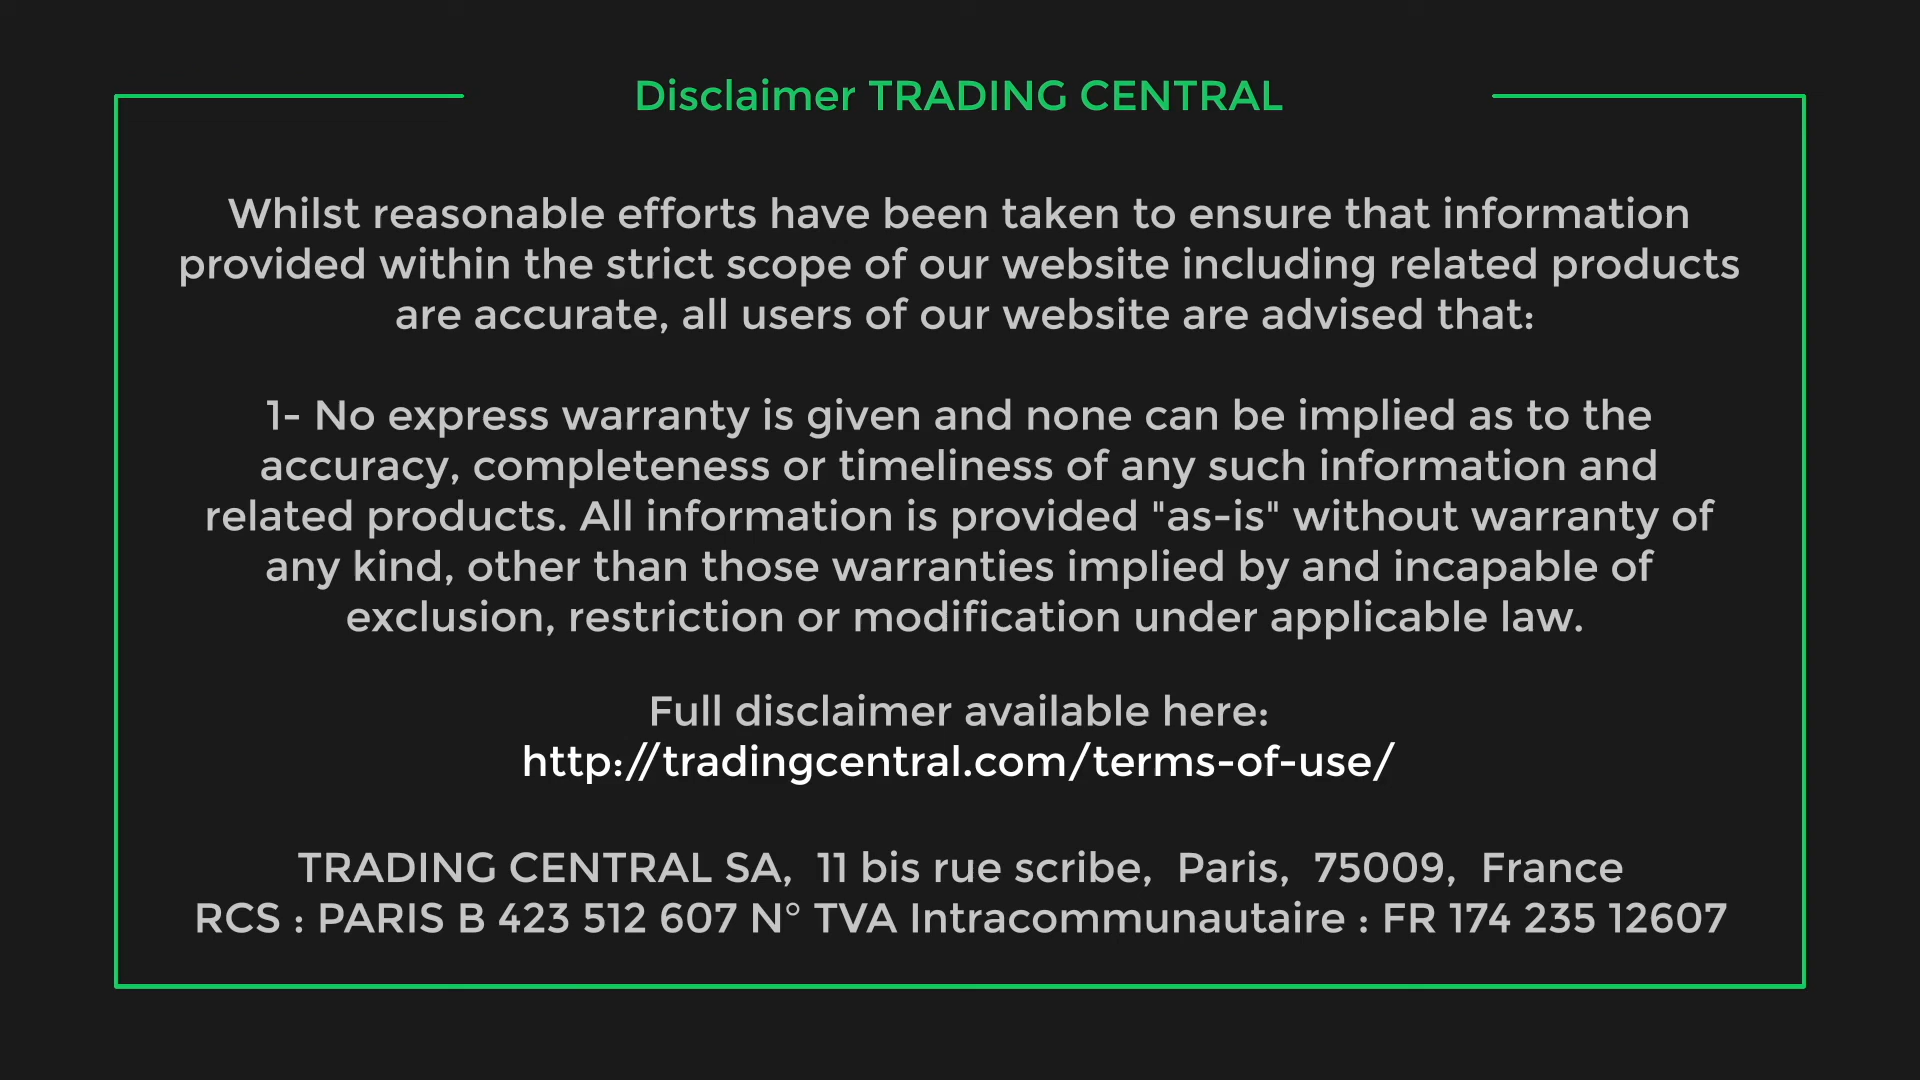 Disclaimer TRADING CENTRAL
Whilst reasonable efforts have been taken to ensure that information
provided within the strict scope of our website including related products
are accurate, all users of our website are advised that:
1- No express warranty is given and none can be implied as to the
accuracy, completeness or timeliness of any such information and
related products. All information is provided "as-is" without warranty of
any kind, other than those warranties implied by and incapable of
exclusion, restriction or modification under applicable law.
Full disclaimer available here:
http://tradingcentral.com/terms-of-use/
TRADING CENTRAL SA, 11 bis rue scribe, Paris, 75009, France
RCS : PARIS B 423 512 607 N° TVA Intracommunautaire : FR 174 235 12607